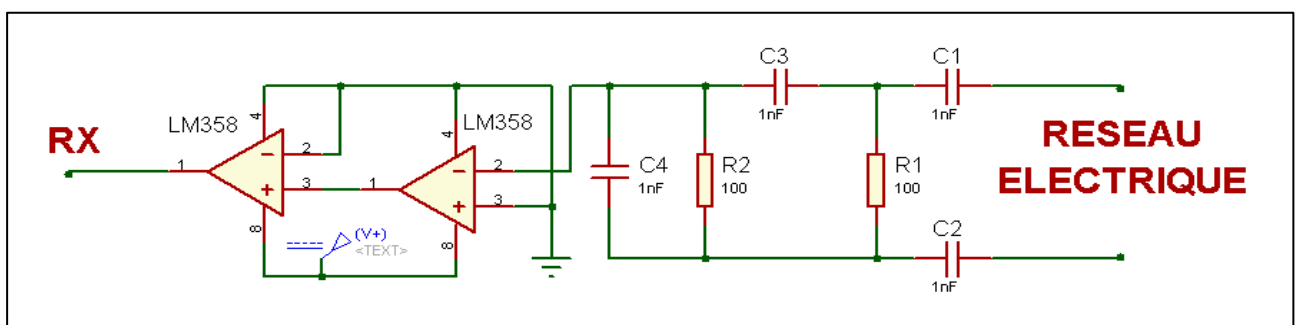 RX
LM358
4
1
−
2
+
3
8
(V+)
<TEXT>
LM358
4
1
−
2
+
3
8
C4
1nF
R2
100
C3
1nF
R1
100
C1
1nF
C2
1nF
RESEAU
ELECTRIQUE